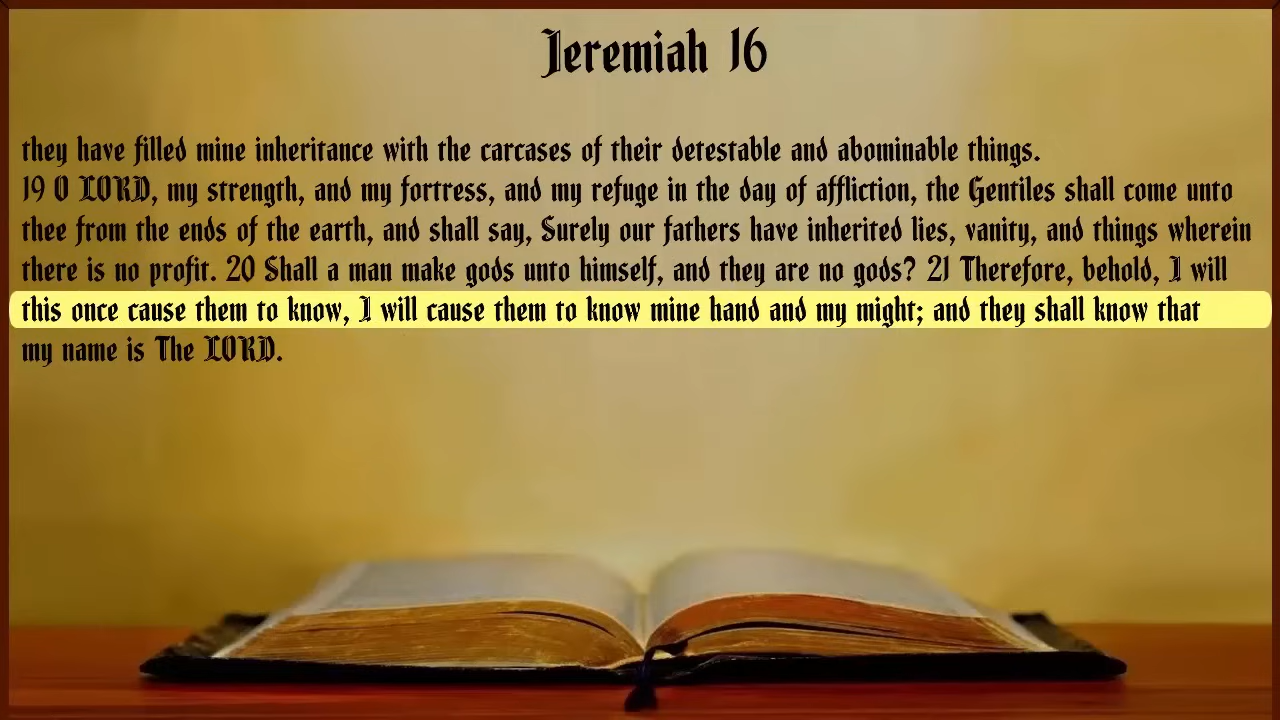 Jeremiah 16
they have filled mine inheritance with the carcases of their detestable and abominable things.
19 O LORD, my strength, and my fortress, and my refuge in the day of affliction, the Gentiles shall come unto
thee from the ends of the earth, and shall say, Surely our fathers have inherited lies, vanity, and things wherein
there is no profit. 20 Shall a man make gods unto himself, and they are no gods? 21 Therefore, behold, I will
this once cause them to know, I will cause them to know mine hand and my might; and they shall know that
my name is The LORD.